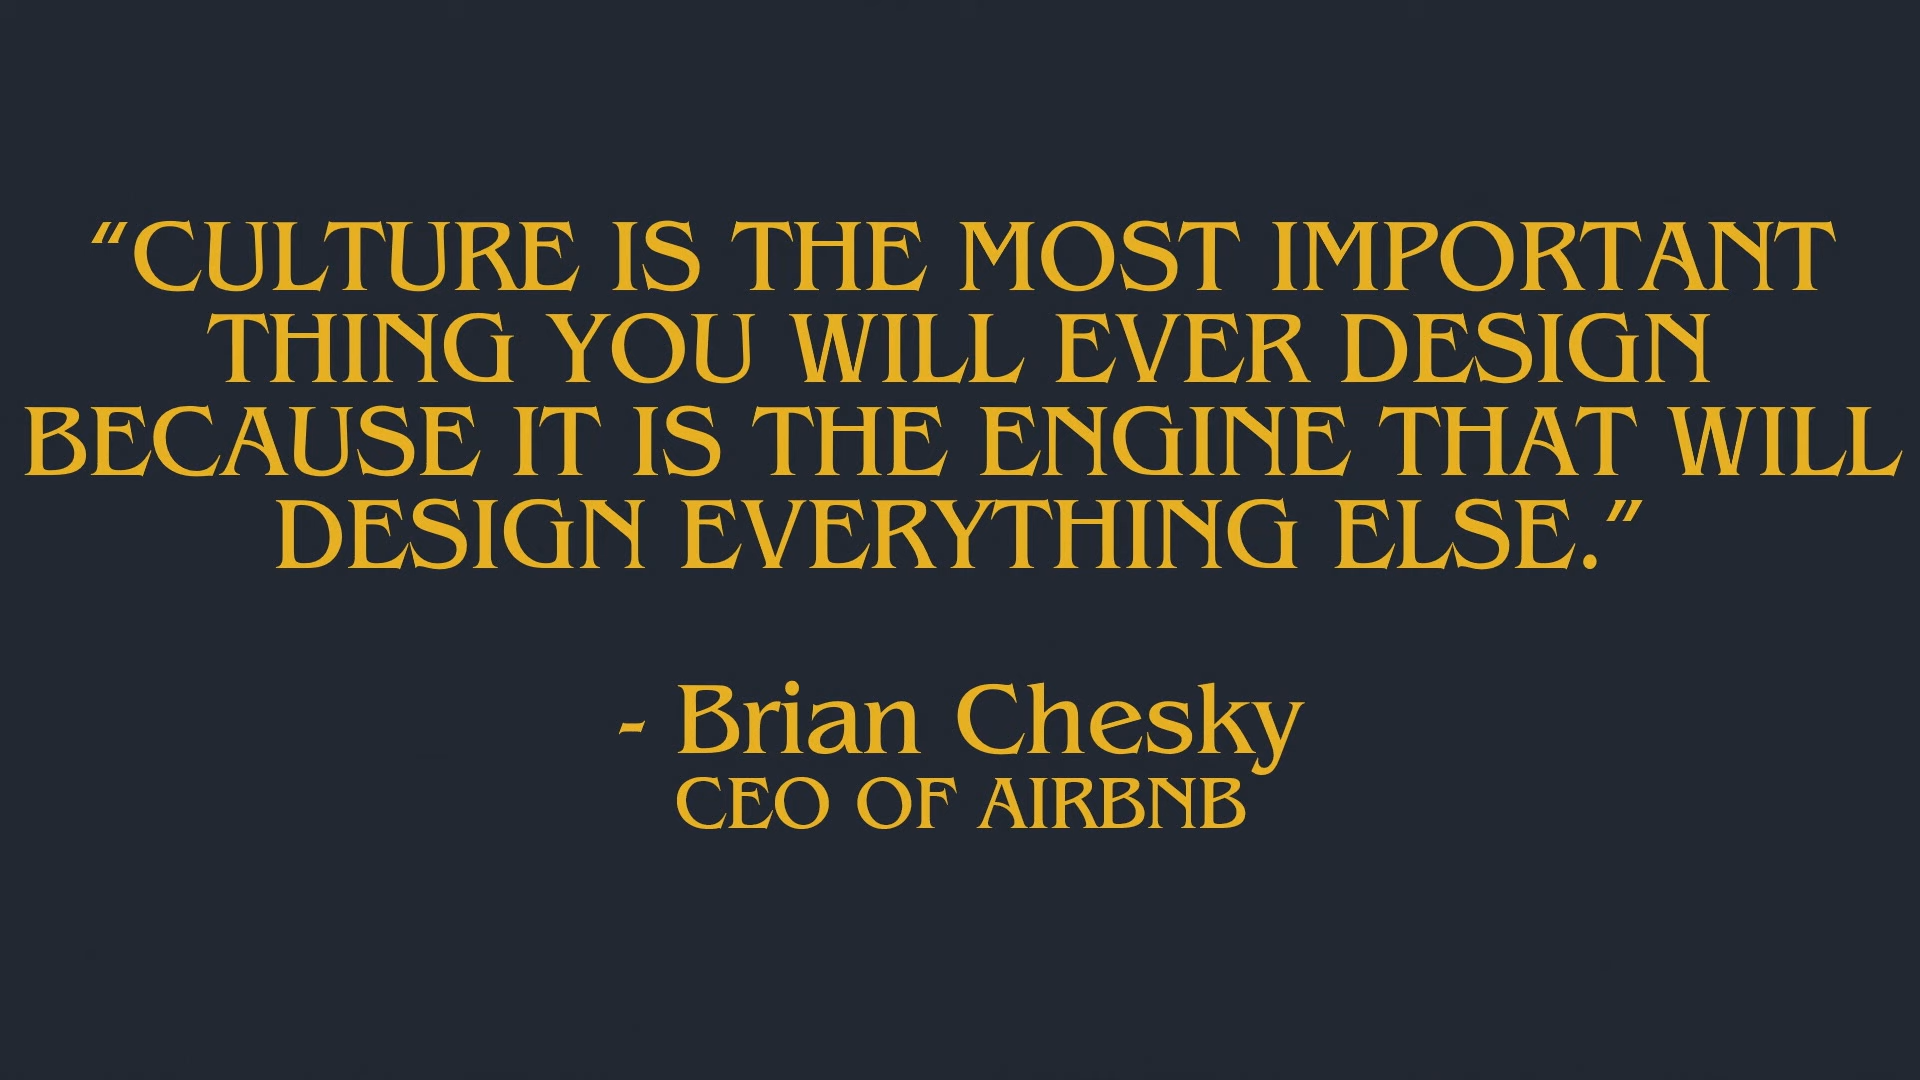 “CULTURE IS THE MOST IMPORTANT
THING YOU WILL EVER DESIGN
BECAUSE IT IS THE ENGINE THAT WILL
DESIGN EVERYTHING ELSE.”
- Brian Chesky
CEO OF AIRBNB